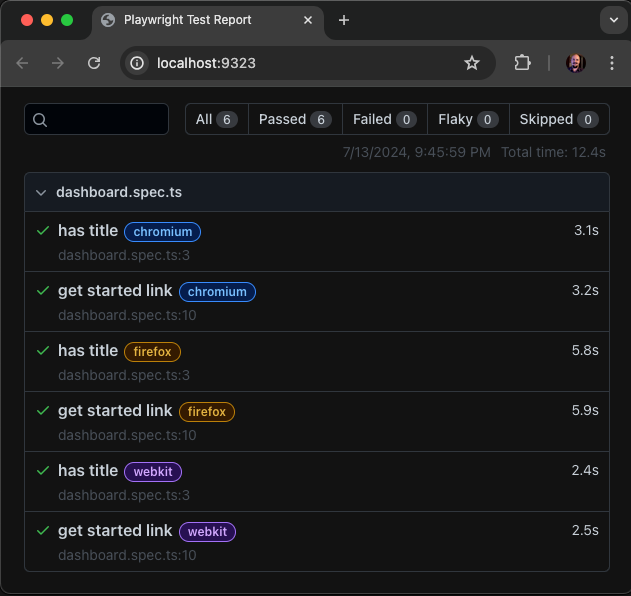 Playwright Test Report
localhost:9323
All 6 Passed 6 Failed 0 Flaky 0 Skipped 0
7/13/2024, 9:45:59 PM Total time: 12.4s
dashboard.spec.ts
has title chromium 3.1s
dashboard.spec.ts:3
get started link chromium 3.2s
dashboard.spec.ts:10
has title firefox 5.8s
dashboard.spec.ts:3
get started link firefox 5.9s
dashboard.spec.ts:10
has title webkit 2.4s
dashboard.spec.ts:3
get started link webkit 2.5s
dashboard.spec.ts:10